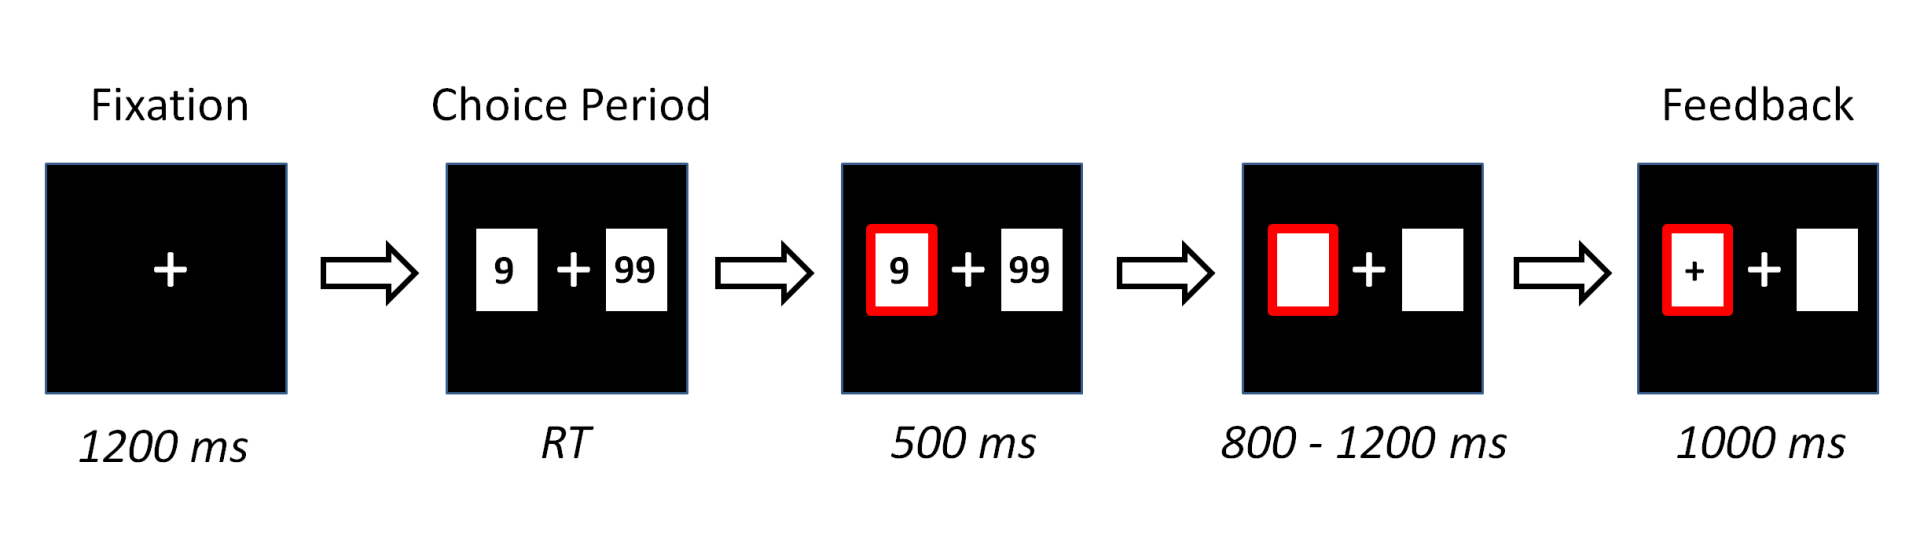 Fixation
Choice Period
Feedback
+
9 + 99
9 + 99
+
+ +
1200 ms
RT
500 ms
800 - 1200 ms
1000 ms